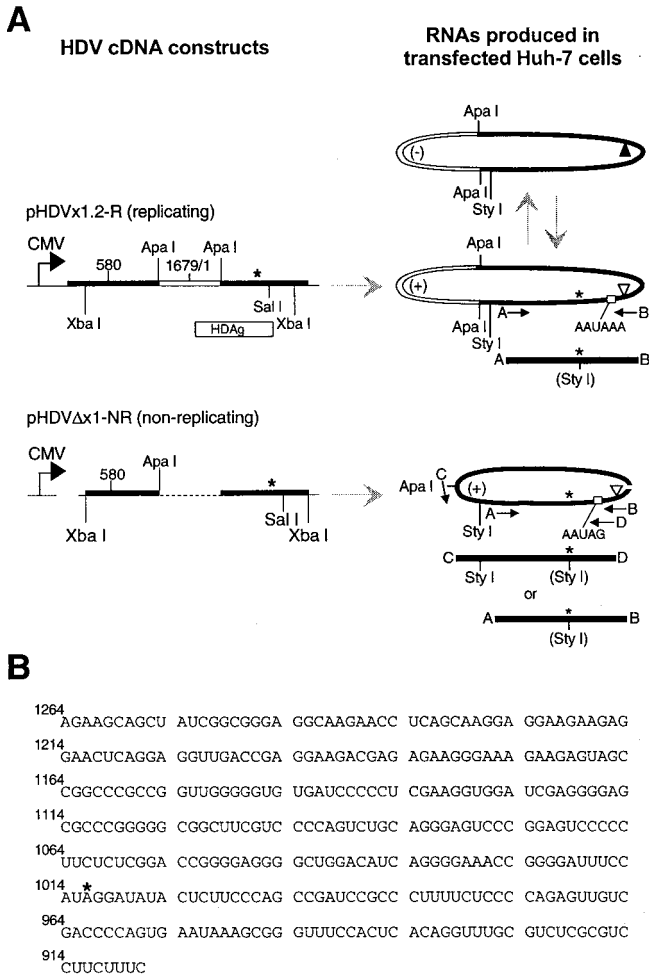 A
HDV cDNA constructs
RNAs produced in
transfected Huh-7 cells
Apa I
(-)
Apa I
Sty I
pHDVx1.2-R (replicating)
CMV
580
Apa I
1679/1
Apa I
*
Xba I
Sal I
Xba I
HDAg
Apa I
(+)
*
Apa I
Sty I
A
B
AAUAAA
A
*
B
(Sty I)
pHDVΔx1-NR (non-replicating)
CMV
580
Apa I
*
Xba I
Sal I
Xba I
C
Apa I
(+)
*
Sty I
A
B
D
AAUAG
C
*
D
Sty I
(Sty I)
or
A
*
B
(Sty I)
B
1264 AGAAGCAGCU AUCGGCGGGA GGCAAGAACC UCAGCAAGGA GGAAGAAGAG
1214 GAACUCAGGA GGUUGACCGA GGAAGACGAG AGAAGGGAAA GAAGAGUAGC
1164 CGGCCCGCCG GUUGGGGGUG UGAUCCCCCU CGAAGGUGGA UCGAGGGGAG
1114 CGCCCGGGGG CGGCUUCGUC CCCAGUCUGC AGGGAGUCCC GGAGUCCCCC
1064 UUCUCUCGGA CCGGGGAGGG GCUGGACAUC AGGGGAAACC GGGGAUUUCC
*
1014 AUAGGAUAUA CUCUUCCCAG CCGAUCCGCC CUUUUCUCCC CAGAGUUGUC
964 GACCCCAGUG AAUAAAGCGG GUUUCCACUC ACAGGUUUGC GUCUCGCGUC
914 CUUCUUUC